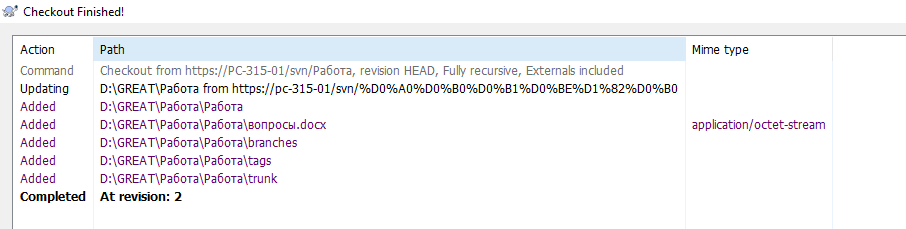 Checkout Finished!
Action Path Mime type
Command Checkout from https://PC-315-01/svn/Работа, revision HEAD, Fully recursive, Externals included
Updating D:\GREAT\Работа from https://pc-315-01/svn/%D0%A0%D0%B0%D0%B1%D0%BE%D1%82%D0%B0
Added D:\GREAT\Работа\Работа
Added D:\GREAT\Работа\Работа\вопросы.docx application/octet-stream
Added D:\GREAT\Работа\Работа\branches
Added D:\GREAT\Работа\Работа\tags
Added D:\GREAT\Работа\Работа\trunk
Completed At revision: 2